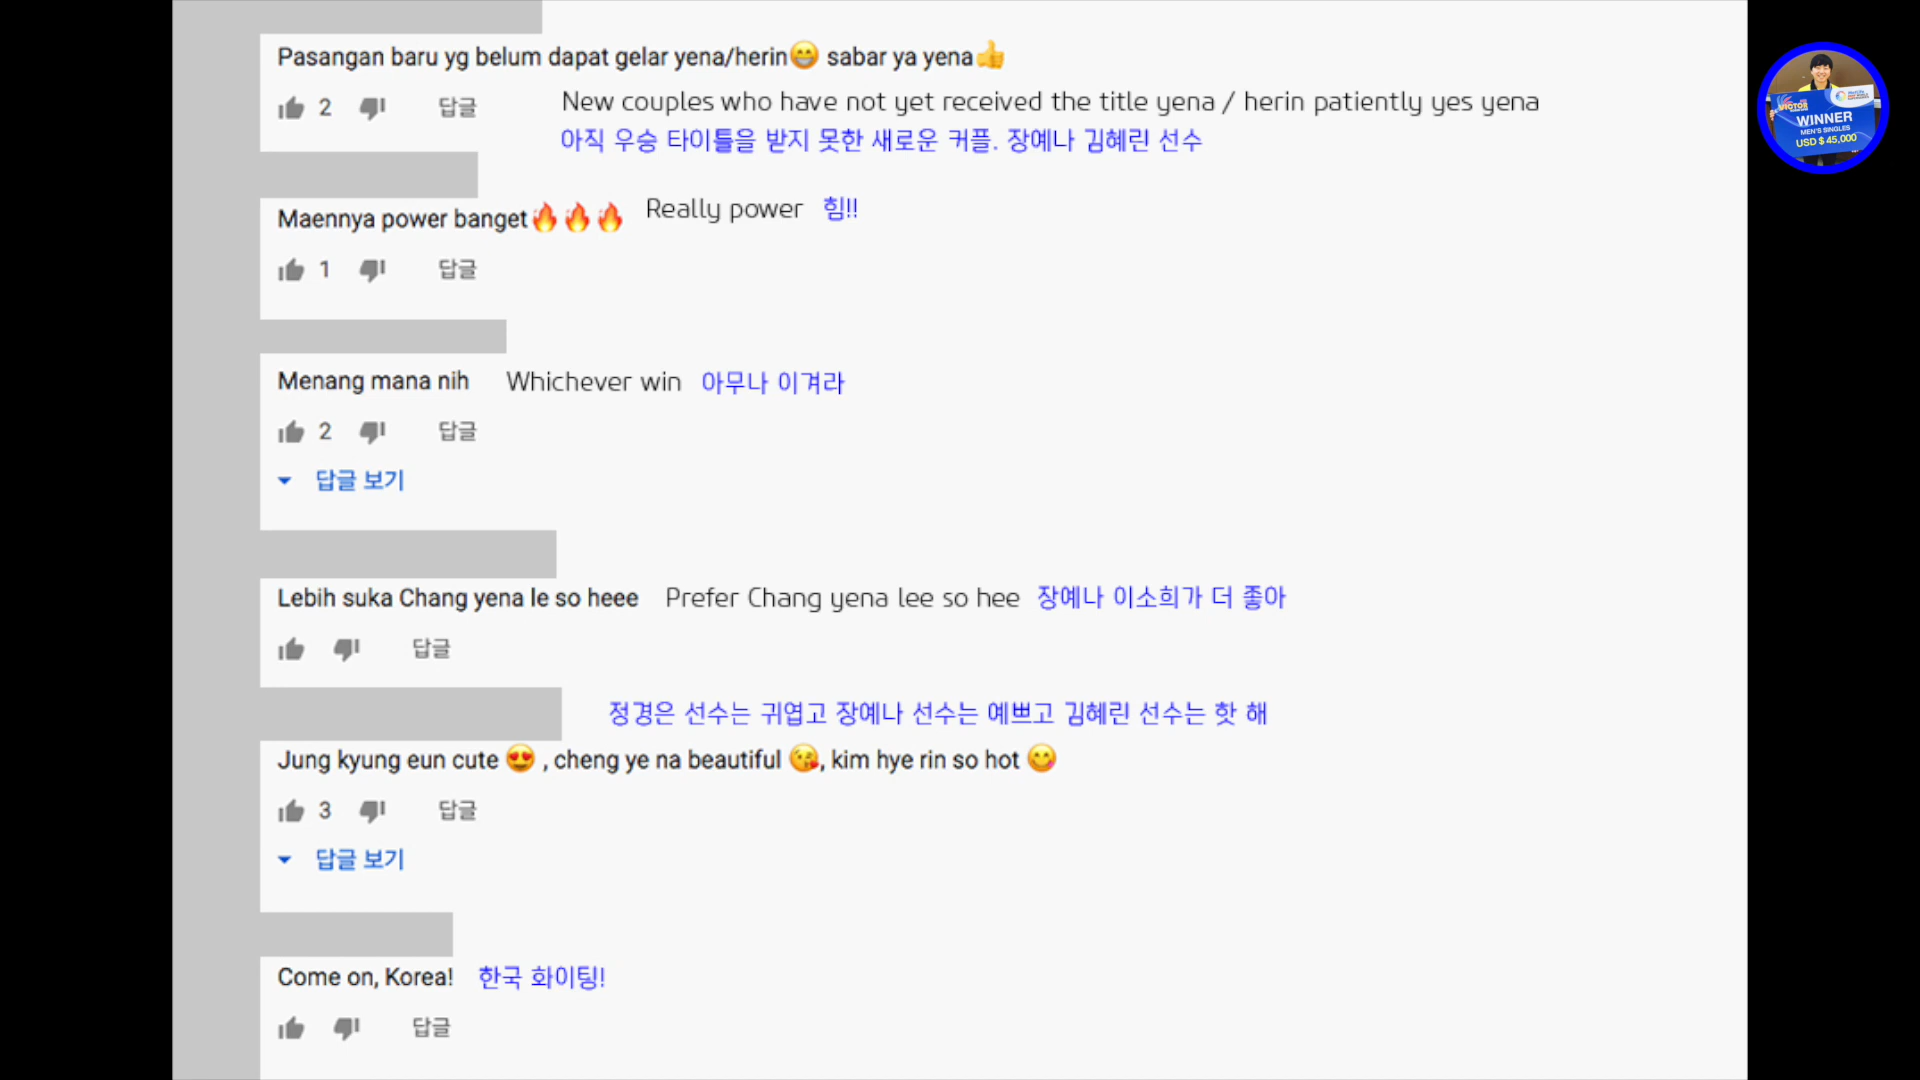 Pasangan baru yg belum dapat gelar yena/herin😁 sabar ya yena👍
2 답글
New couples who have not yet received the title yena / herin patiently yes yena
아직 우승 타이틀을 받지 못한 새로운 커플. 장예나 김혜린 선수
Maennya power banget🔥🔥🔥 Really power 힘!!
1 답글
Menang mana nih Whichever win 아무나 이겨라
2 답글
답글 보기
Lebih suka Chang yena le so heee Prefer Chang yena lee so hee 장예나 이소희가 더 좋아
답글
정경은 선수는 귀엽고 장예나 선수는 예쁘고 김혜린 선수는 핫 해
Jung kyung eun cute 😍 , cheng ye na beautiful 😘, kim hye rin so hot 😋
3 답글
답글 보기
Come on, Korea! 한국 화이팅!
답글
VICTOR
WINNER
MEN'S SINGLES
USD $ 45,000